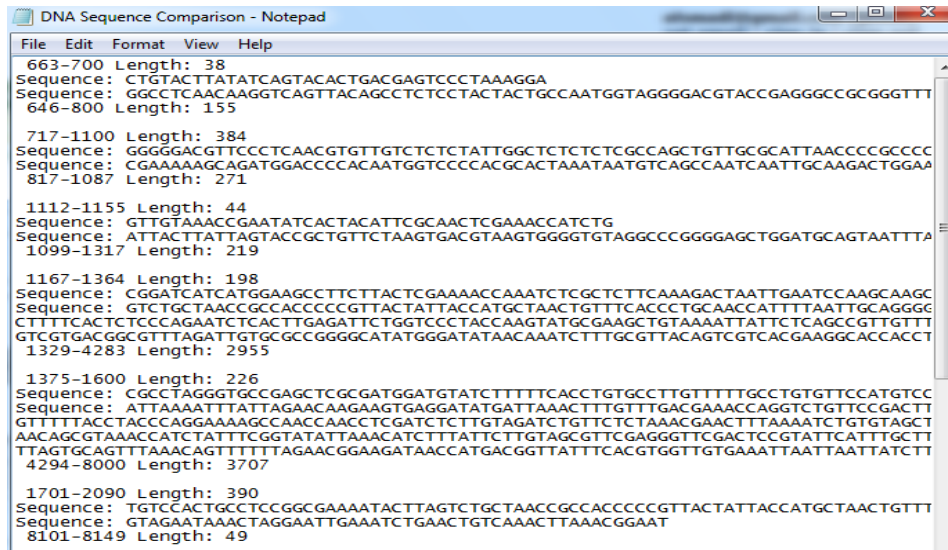 DNA Sequence Comparison - Notepad
File Edit Format View Help
663-700 Length: 38
Sequence: CTGTACTTATATCAGTACACTGACGAGTCCCTAAAGGA
Sequence: GGCCTCAACAAGGTCAGTTACAGCCTCTCCTACTACTGCCAATGGTAGGGGACGTACCGAGGGCCGCGGGTTT
646-800 Length: 155
717-1100 Length: 384
Sequence: GGGGGACGTTCCCTCAACGTGTTGTCTCTCTATTGGCTCTCTCTCGCCAGCTGTTGCGCATTAACCCCGCCCC
Sequence: CGAAAAAGCAGATGGACCCCACAATGGTCCCCACGCACTAAATAATGTCAGCCAATCAATTGCAAGACTGGAA
817-1087 Length: 271
1112-1155 Length: 44
Sequence: GTTGTAAACCGAATATCACTACATTCGCAACTCGAAACCATCTG
Sequence: ATTACTTATTAGTACCGCTGTTCTAAGTGACGTAAGTGGGGTGTAGGCCCGGGGAGCTGGATGCAGTAATTTA
1099-1317 Length: 219
1167-1364 Length: 198
Sequence: CGGATCATCATGGAAGCCTTCTTACTCGAAAACCAAATCTCGCTCTTCAAAGACTAATTGAATCCAAGCAAGC
Sequence: GTCTGCTAACCGCCACCCCCGTTACTATTACCATGCTAACTGTTTCACCCTGCAACCATTTTAATTGCAGGGG
CTTTTCACTCTCCCAGAATCTCACTTGAGATTCTGGTCCCTACCAAGTATGCGAAGCTGTAAAATTATTCTCAGCCGTTGTTT
GTCGTGACGGCGTTTAGATTGTGCGCCGGGGCATATGGGATATAACAAATCTTTGCGTTACAGTCGTCACGAAGGCACCACCT
1329-4283 Length: 2955
1375-1600 Length: 226
Sequence: CGCCTAGGGTGCCGAGCTCGCGATGGATGTATCTTTTTCACCTGTGCCTTGTTTTTGCCTGTGTTCCATGTCC
Sequence: ATTAAAATTTATTAGAACAAGAAGTGAGGATATGATTAAACTTTGTTTGACGAAACCAGGTCTGTTCCGACTT
GTTTTTACCTACCCAGGAAAAGCCAACCAACCTCGATCTCTTGTAGATCTGTTCTCTAAACGAACTTTAAAATCTGTGTAGCT
AACAGCGTAAACCATCTATTTCGGTATATTAAACATCTTTATTCTTGTAGCGTTCGAGGGTTCGACTCCGTATTCATTTGCTT
TTAGTGCAGTTTAAACAGTTTTTTAGAACGGAAGATAACCATGACGGTTATTTCACGTGGTTGTGAAATTAATTAATTATCTT
4294-8000 Length: 3707
1701-2090 Length: 390
Sequence: TGTCCACTGCCTCCGGCGAAAATACTTAGTCTGCTAACCGCCACCCCCGTTACTATTACCATGCTAACTGTTT
Sequence: GTAGAATAAACTAGGAATTGAAATCTGAACTGTCAAACTTAAACGGAAT
8101-8149 Length: 49